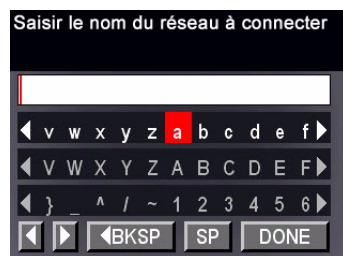 Saisir le nom du réseau à connecter
v w x y z a b c d e f
V W X Y Z A B C D E F
} _ ^ / ~ 1 2 3 4 5 6
BKSP SP DONE